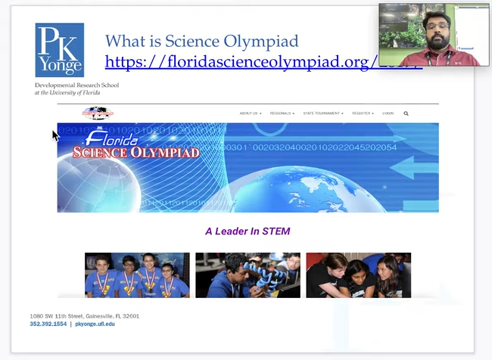 PK
Yonge
Developmental Research School
at the University of Florida
What is Science Olympiad
https://floridascienceolympiad.org/
ABOUT US
REGIONALS
STATE TOURNAMENT
REGISTER
LOGIN
Florida
SCIENCE OLYMPIAD
A Leader In STEM
1080 SW 11th Street, Gainesville, FL 32601
352.392.1554 | pkyonge.ufl.edu